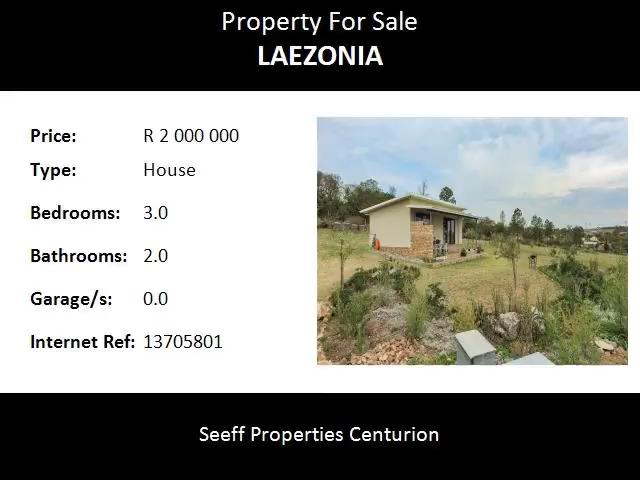 Property For Sale
LAEZONIA
Price: R 2 000 000
Type: House
Bedrooms: 3.0
Bathrooms: 2.0
Garage/s: 0.0
Internet Ref: 13705801
Seeff Properties Centurion